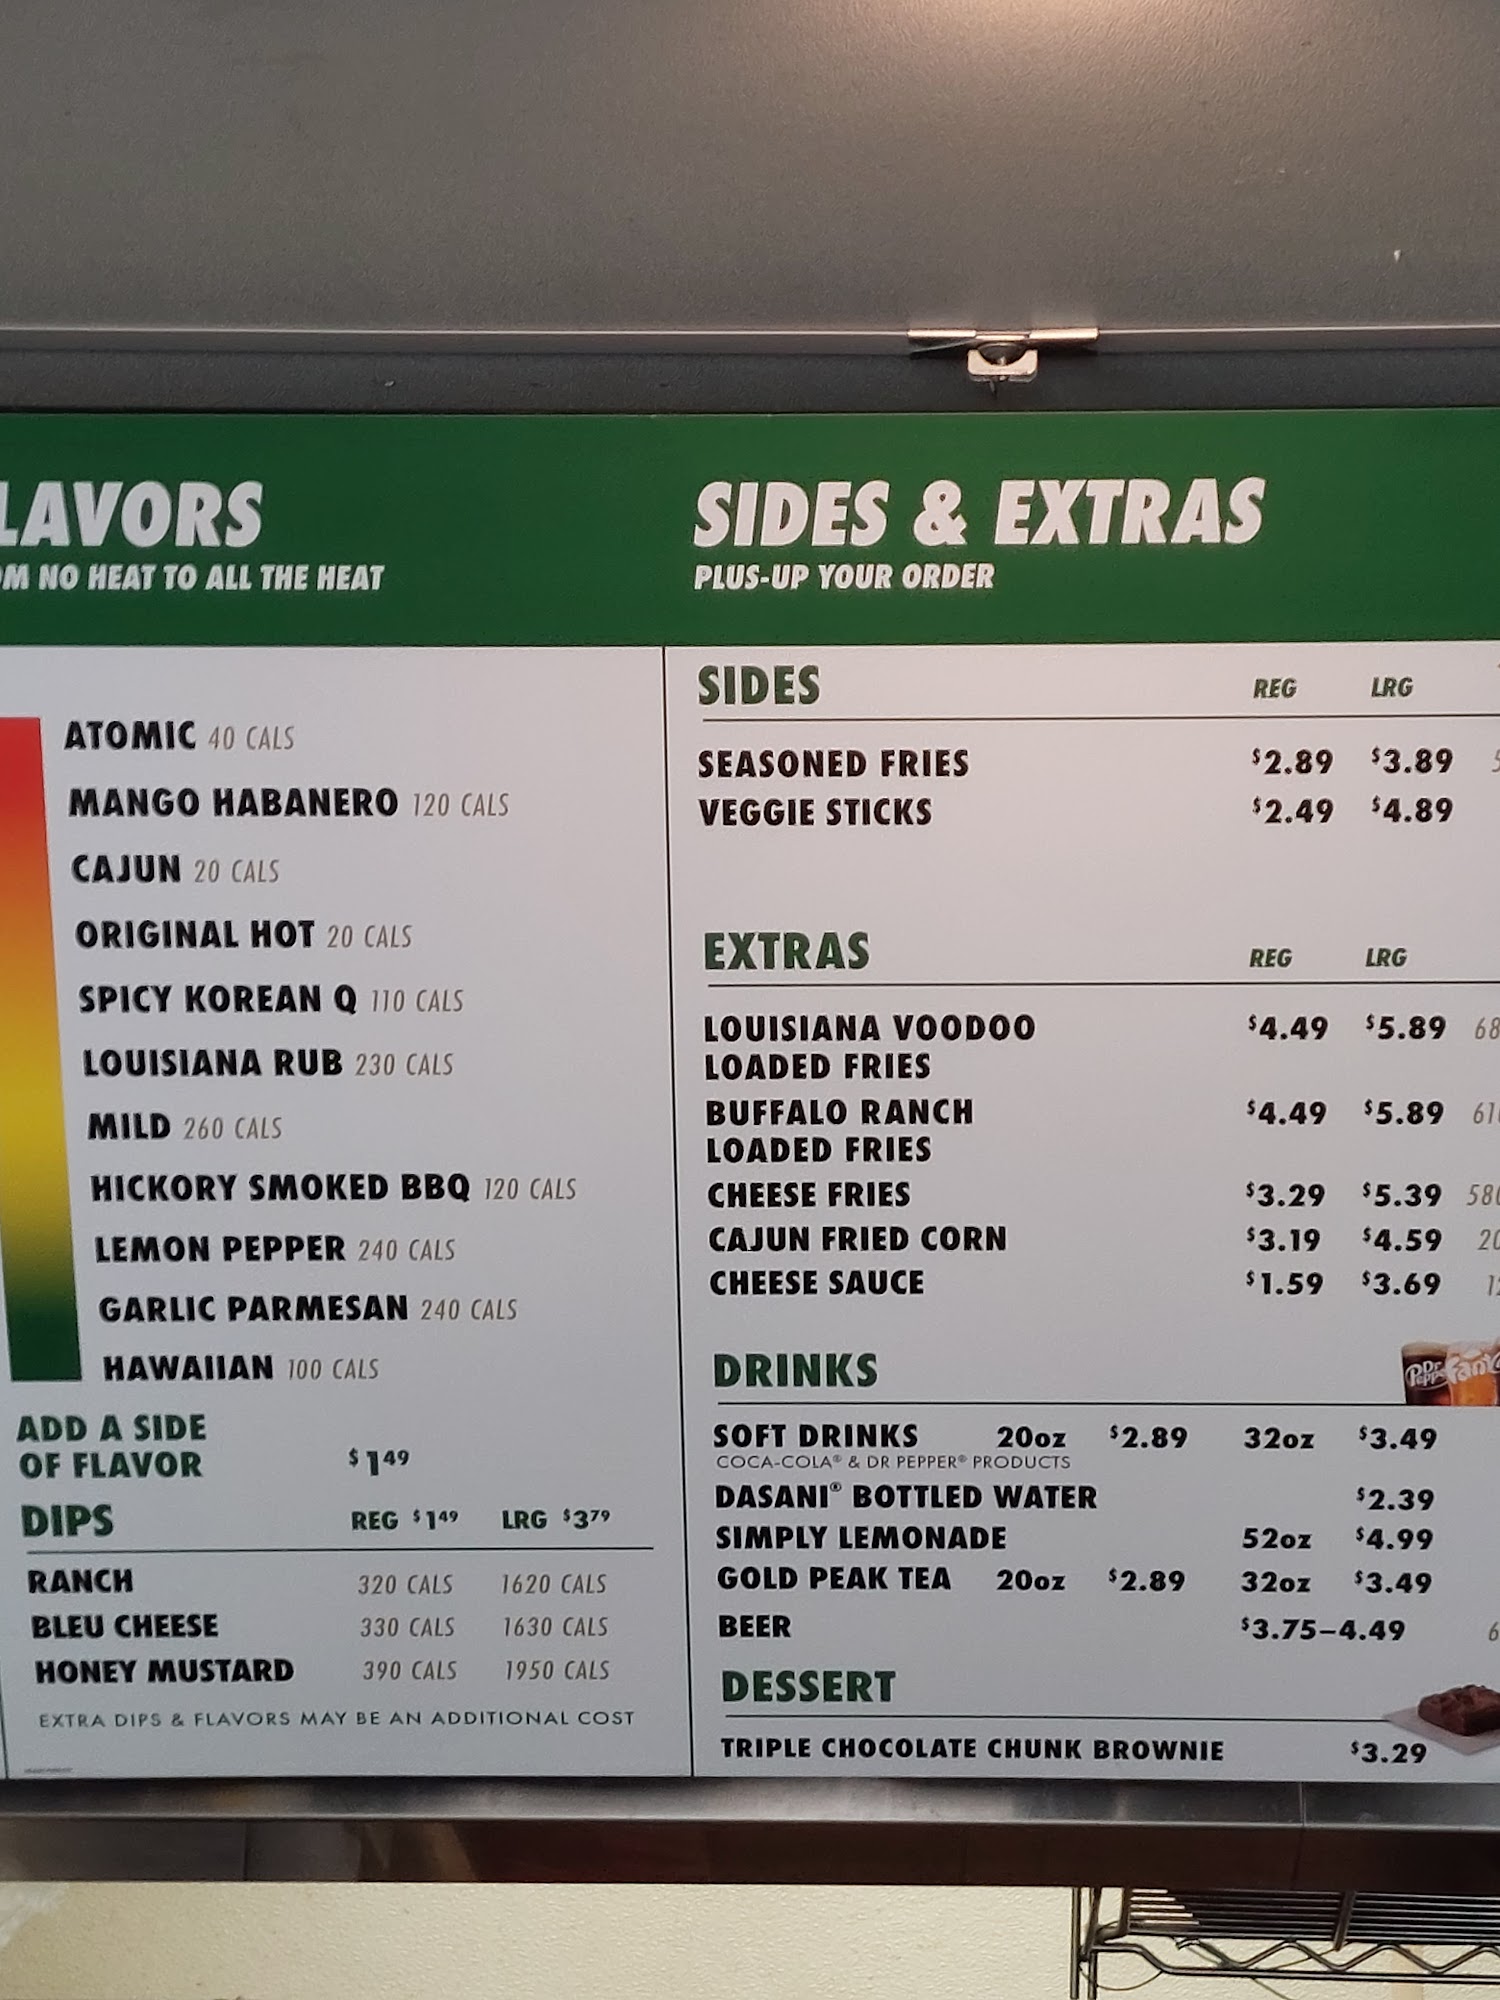 LAVORS
OM NO HEAT TO ALL THE HEAT
ATOMIC 40 CALS
MANGO HABANERO 120 CALS
CAJUN 20 CALS
ORIGINAL HOT 20 CALS
SPICY KOREAN Q 110 CALS
LOUISIANA RUB 230 CALS
MILD 260 CALS
HICKORY SMOKED BBQ 120 CALS
LEMON PEPPER 240 CALS
GARLIC PARMESAN 240 CALS
HAWAIIAN 100 CALS
ADD A SIDE
OF FLAVOR $1.49
DIPS REG $1.49 LRG $3.79
RANCH 320 CALS 1620 CALS
BLEU CHEESE 330 CALS 1630 CALS
HONEY MUSTARD 390 CALS 1950 CALS
EXTRA DIPS & FLAVORS MAY BE AN ADDITIONAL COST
SIDES & EXTRAS
PLUS-UP YOUR ORDER
SIDES REG LRG
SEASONED FRIES $2.89 $3.89
VEGGIE STICKS $2.49 $4.89
EXTRAS REG LRG
LOUISIANA VOODOO $4.49 $5.89 68
LOADED FRIES
BUFFALO RANCH $4.49 $5.89 61
LOADED FRIES
CHEESE FRIES $3.29 $5.39 58
CAJUN FRIED CORN $3.19 $4.59 20
CHEESE SAUCE $1.59 $3.69 12
DRINKS
Dr Pepper Fanta
SOFT DRINKS 20oz $2.89 32oz $3.49
COCA-COLA® & DR PEPPER® PRODUCTS
DASANI® BOTTLED WATER $2.39
SIMPLY LEMONADE 52oz $4.99
GOLD PEAK TEA 20oz $2.89 32oz $3.49
BEER $3.75–4.49 6
DESSERT
TRIPLE CHOCOLATE CHUNK BROWNIE $3.29